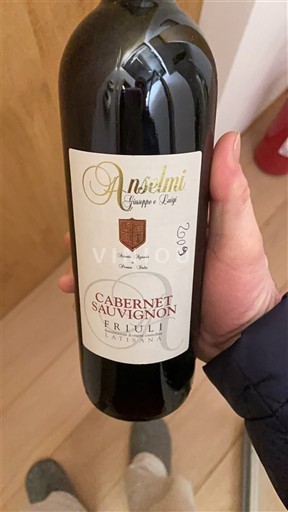 Anselmi
Giuseppe e Luigi
2009
CABERNET
SAUVIGNON
FRIULI
LATISANA